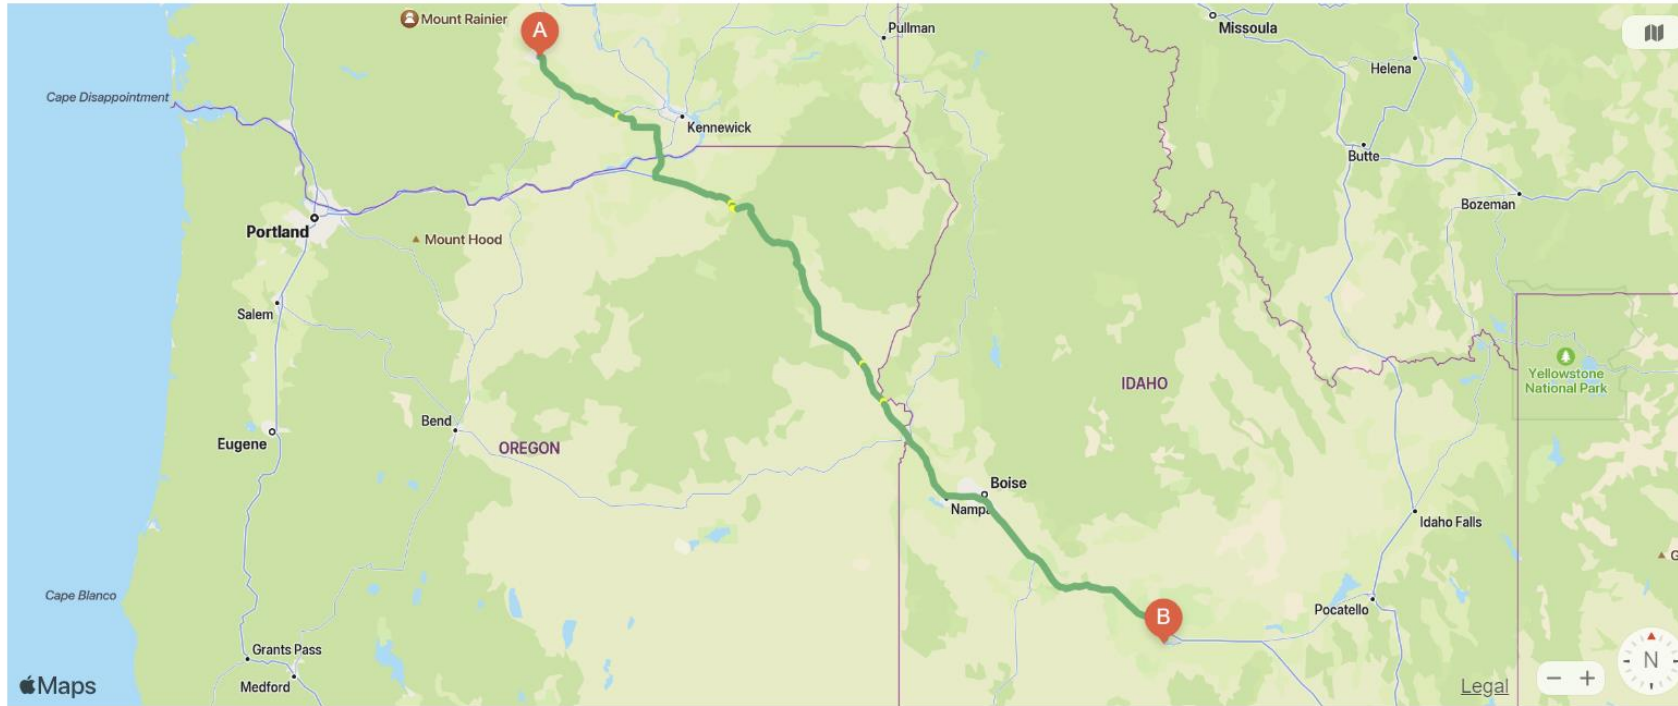 Mount Rainier
A
Pullman
Missoula
Helena
Cape Disappointment
Kennewick
Butte
Bozeman
Portland
Mount Hood
Salem
Yellowstone
National Park
IDAHO
Bend
Eugene
OREGON
Boise
Nampa
Idaho Falls
G
Cape Blanco
Pocatello
B
Grants Pass
Medford
N
Maps
Legal